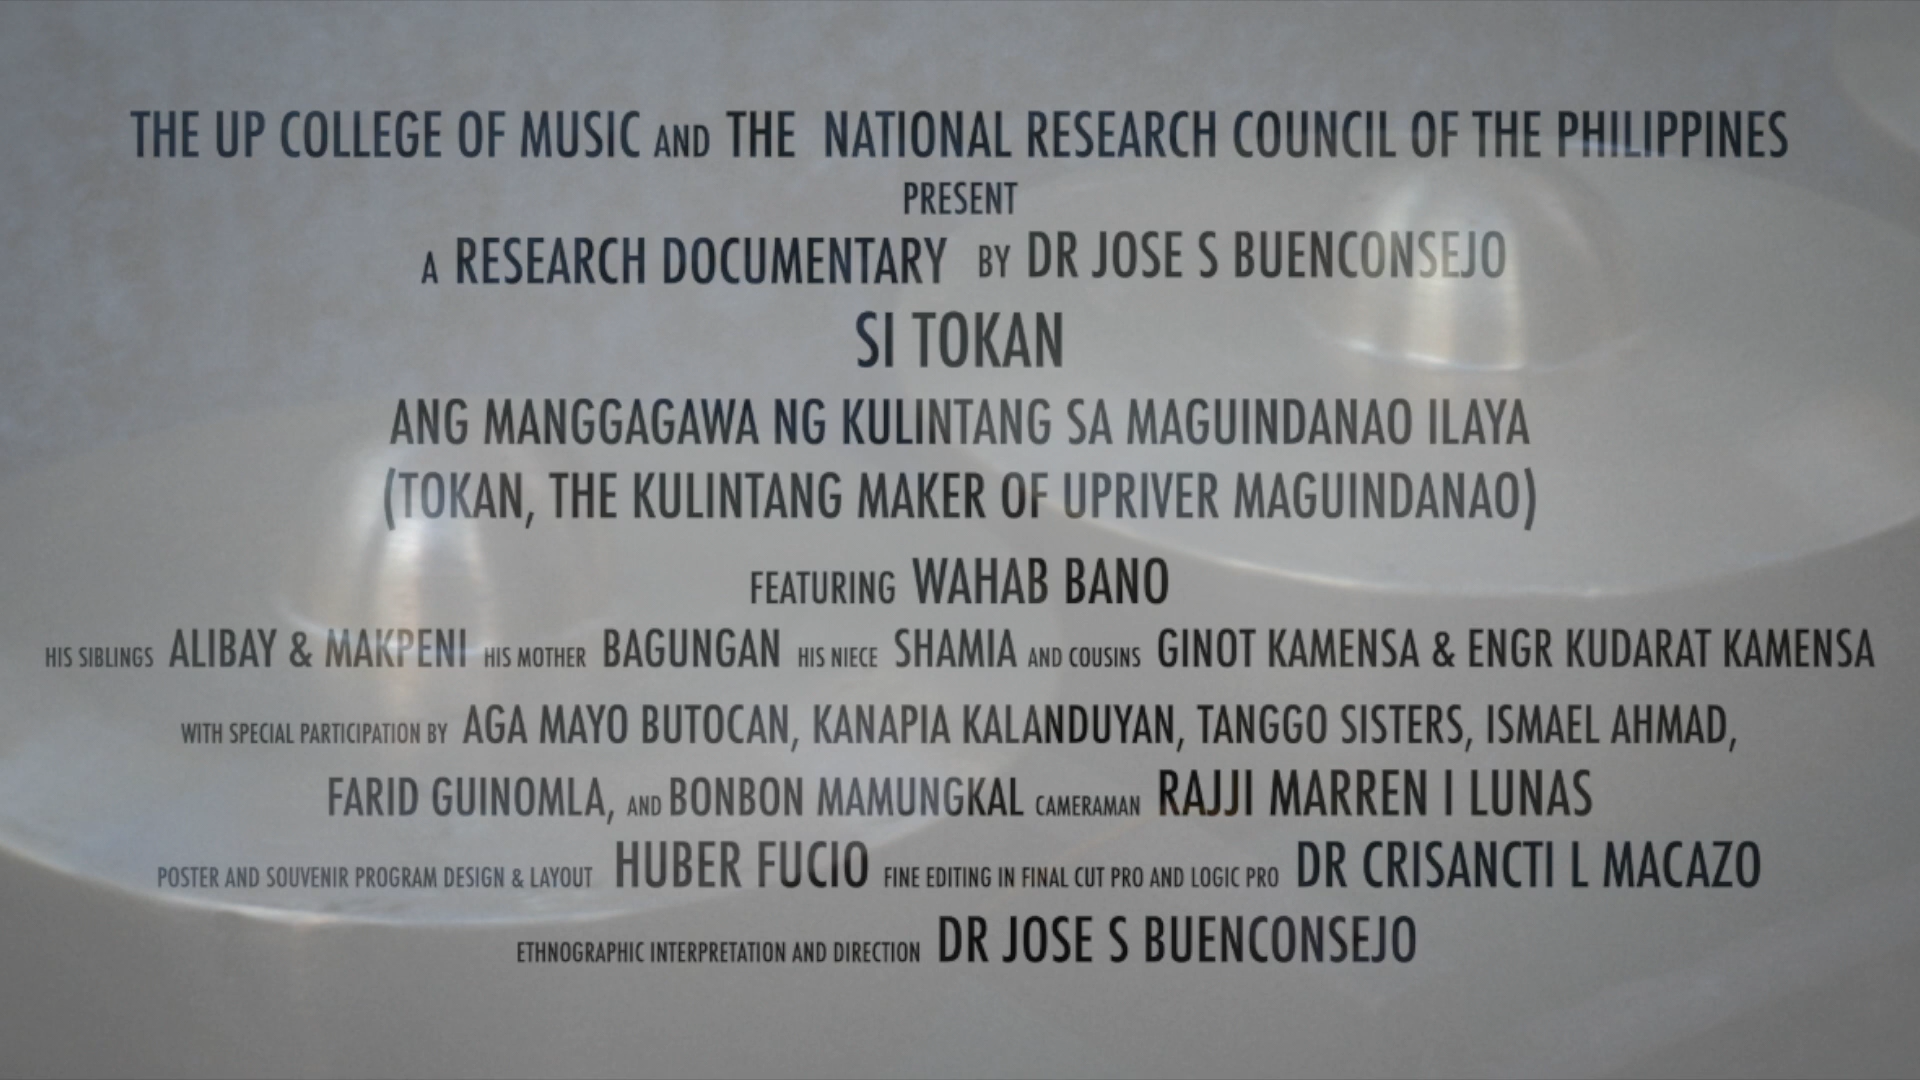 THE UP COLLEGE OF MUSIC AND THE NATIONAL RESEARCH COUNCIL OF THE PHILIPPINES
PRESENT
A RESEARCH DOCUMENTARY BY DR JOSE S BUENCONSEJO
SI TOKAN
ANG MANGGAGAWA NG KULINTANG SA MAGUINDANAO ILAYA
(TOKAN, THE KULINTANG MAKER OF UPRIVER MAGUINDANAO)
FEATURING WAHAB BANO
HIS SIBLINGS ALIBAY & MAKPENI HIS MOTHER BAGUNGAN HIS NIECE SHAMIA AND COUSINS GINOT KAMENSA & ENGR KUDARAT KAMENSA
WITH SPECIAL PARTICIPATION BY AGA MAYO BUTOCAN, KANAPIA KALANDUYAN, TANGGO SISTERS, ISMAEL AHMAD,
FARID GUINOMLA, AND BONBON MAMUNGKAL CAMERAMAN RAJJI MARREN I LUNAS
POSTER AND SOUVENIR PROGRAM DESIGN & LAYOUT HUBER FUCIO FINE EDITING IN FINAL CUT PRO AND LOGIC PRO DR CRISANCTI L MACAZO
ETHNOGRAPHIC INTERPRETATION AND DIRECTION DR JOSE S BUENCONSEJO